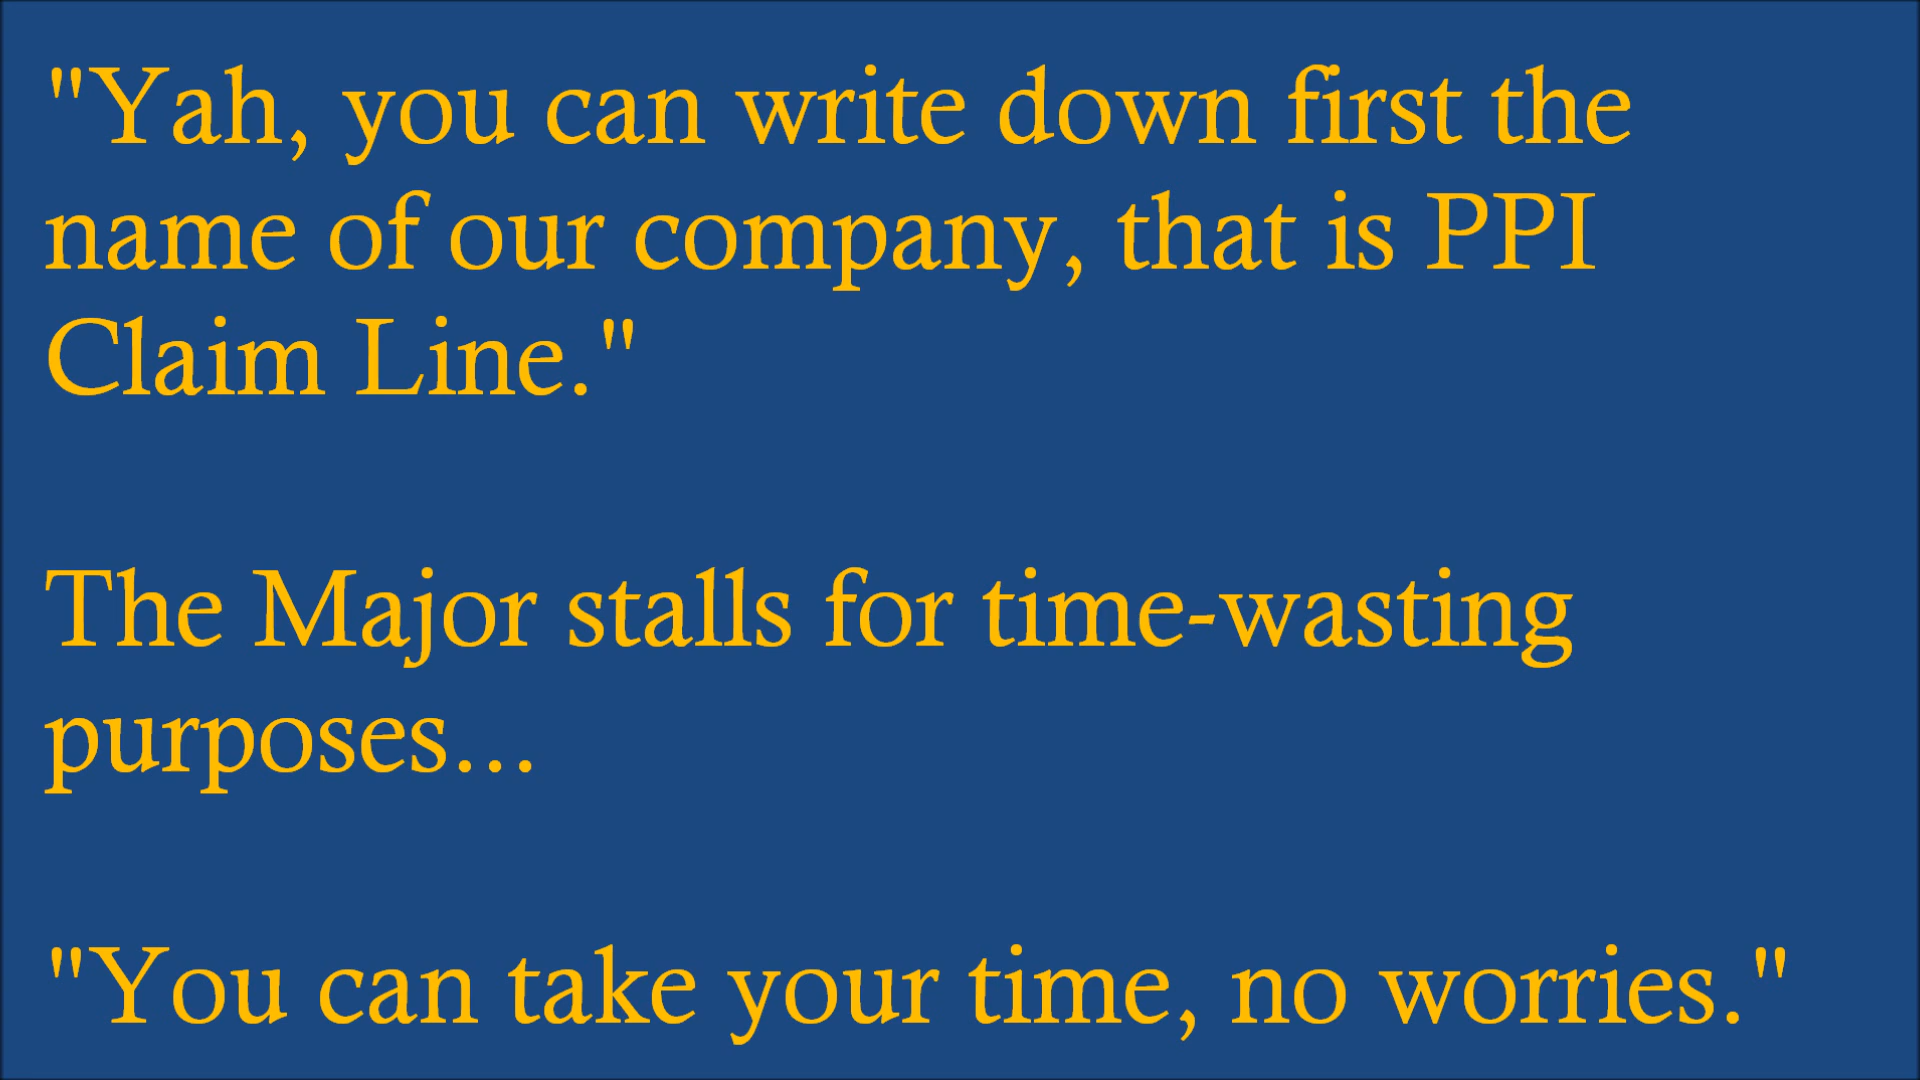 "Yah, you can write down first the
name of our company, that is PPI
Claim Line."
The Major stalls for time-wasting
purposes...
"You can take your time, no worries."